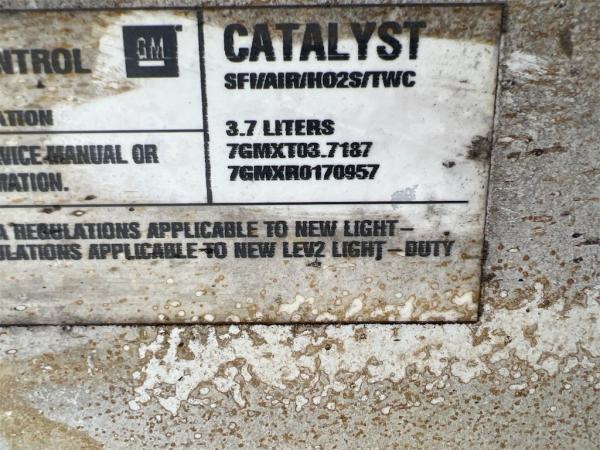 NTROL GM CATALYST
SFI/AIR/HO2S/TWC
ATION
3.7 LITERS
VICE MANUAL OR
7GMXT03.7187
MATION.
7GMXR0170957
A REGULATIONS APPLICABLE TO NEW LIGHT-
ULATIONS APPLICABLE TO NEW LEV2 LIGHT-DUTY